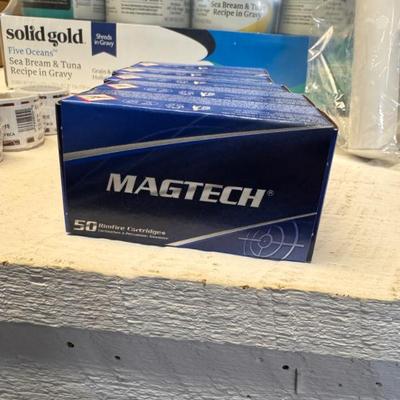 solid gold®
Shreds in Gravy
Five Oceans™
Sea Bream & Tuna
Recipe in Gravy
Sea Bream & Tuna
Recipe in Gravy
MAGTECH®
50 Rimfire Cartridges